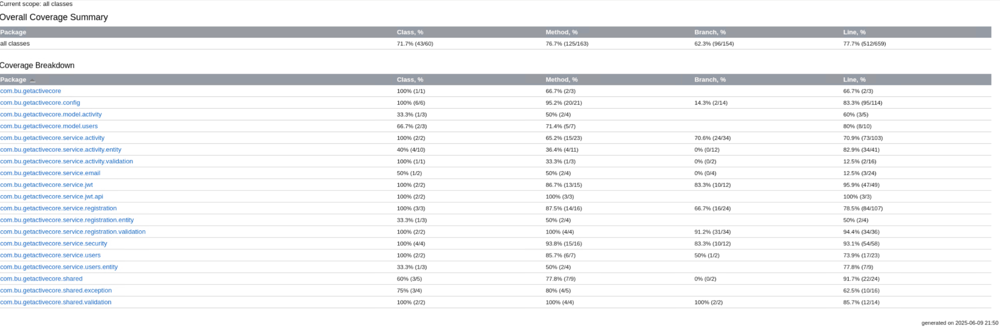 Current scope: all classes
Overall Coverage Summary
Package Class, % Method, % Branch, % Line, %
all classes 71.7% (43/60) 76.7% (125/163) 62.3% (96/154) 77.7% (512/659)
Coverage Breakdown
Package Class, % Method, % Branch, % Line, %
com.bu.getactivecore 100% (1/1) 66.7% (2/3) 66.7% (2/3)
com.bu.getactivecore.config 100% (6/6) 95.2% (20/21) 14.3% (2/14) 83.3% (95/114)
com.bu.getactivecore.model.activity 33.3% (1/3) 50% (2/4) 60% (3/5)
com.bu.getactivecore.model.users 66.7% (2/3) 71.4% (5/7) 80% (8/10)
com.bu.getactivecore.service.activity 100% (2/2) 65.2% (15/23) 70.6% (24/34) 70.9% (73/103)
com.bu.getactivecore.service.activity.entity 40% (4/10) 36.4% (4/11) 0% (0/12) 82.9% (34/41)
com.bu.getactivecore.service.activity.validation 100% (1/1) 33.3% (1/3) 0% (0/2) 12.5% (2/16)
com.bu.getactivecore.service.email 50% (1/2) 50% (2/4) 0% (0/4) 12.5% (3/24)
com.bu.getactivecore.service.jwt 100% (2/2) 86.7% (13/15) 83.3% (10/12) 95.9% (47/49)
com.bu.getactivecore.service.jwt.api 100% (2/2) 100% (3/3) 100% (3/3)
com.bu.getactivecore.service.registration 100% (3/3) 87.5% (14/16) 66.7% (16/24) 78.5% (84/107)
com.bu.getactivecore.service.registration.entity 33.3% (1/3) 50% (2/4) 50% (2/4)
com.bu.getactivecore.service.registration.validation 100% (2/2) 100% (4/4) 91.2% (31/34) 94.4% (34/36)
com.bu.getactivecore.service.security 100% (4/4) 93.8% (15/16) 83.3% (10/12) 93.1% (54/58)
com.bu.getactivecore.service.users 100% (2/2) 85.7% (6/7) 50% (1/2) 73.9% (17/23)
com.bu.getactivecore.service.users.entity 33.3% (1/3) 50% (2/4) 77.8% (7/9)
com.bu.getactivecore.shared 60% (3/5) 77.8% (7/9) 0% (0/2) 91.7% (22/24)
com.bu.getactivecore.shared.exception 75% (3/4) 80% (4/5) 62.5% (10/16)
com.bu.getactivecore.shared.validation 100% (2/2) 100% (4/4) 100% (2/2) 85.7% (12/14)
generated on 2025-06-09 21:50